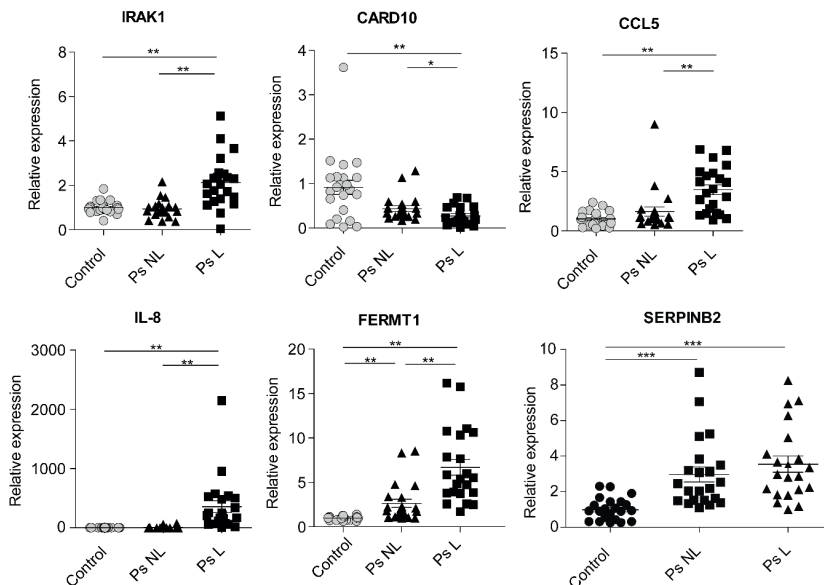 IRAK1
**
**
8
6
4
2
0
Relative expression
Control
Ps NL
Ps L
CARD10
**
*
4
3
2
1
0
Relative expression
Control
Ps NL
Ps L
CCL5
**
**
15
10
5
0
Relative expression
Control
Ps NL
Ps L
IL-8
**
**
3000
2000
1000
0
Relative expression
Control
Ps NL
Ps L
FERMT1
**
**
**
20
15
10
5
0
Relative expression
Control
Ps NL
Ps L
SERPINB2
***
***
10
8
6
4
2
0
Relative expression
Control
Ps NL
Ps L